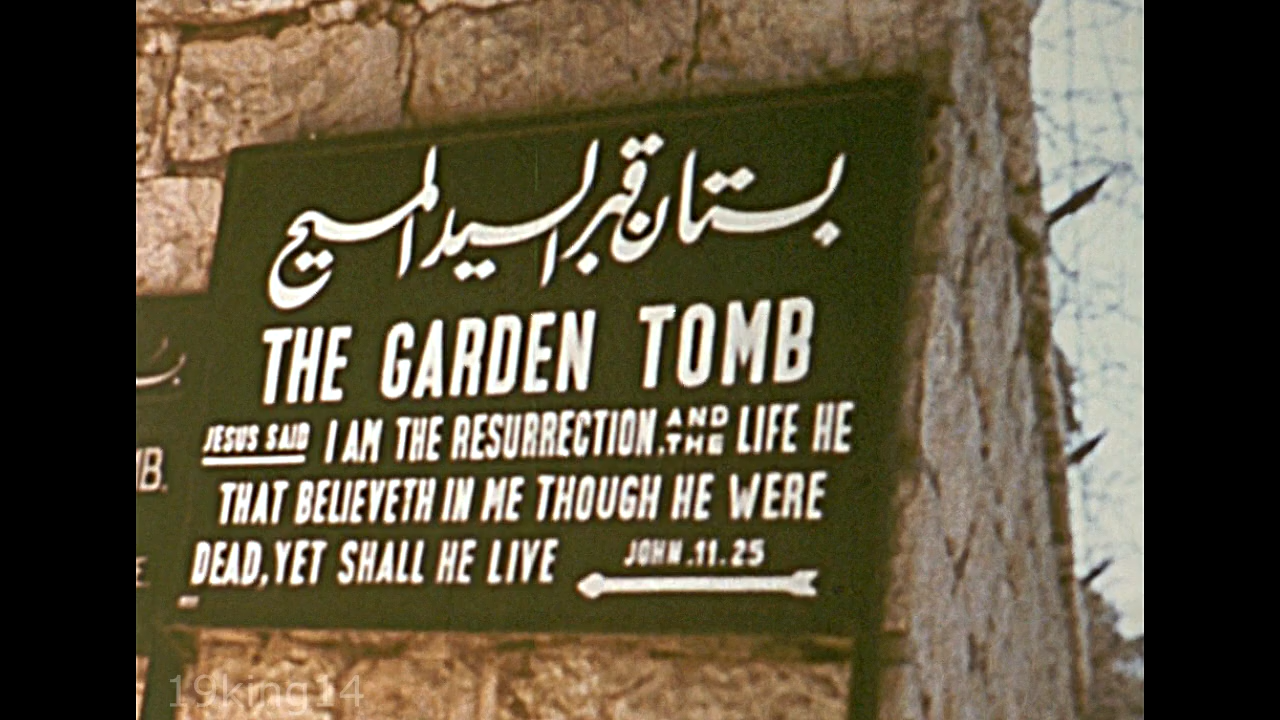 بستان قبر السيد المسيح
THE GARDEN TOMB
JESUS SAID I AM THE RESURRECTION. AND THE LIFE HE
THAT BELIEVETH IN ME THOUGH HE WERE
DEAD, YET SHALL HE LIVE JOHN.11.25
19king14